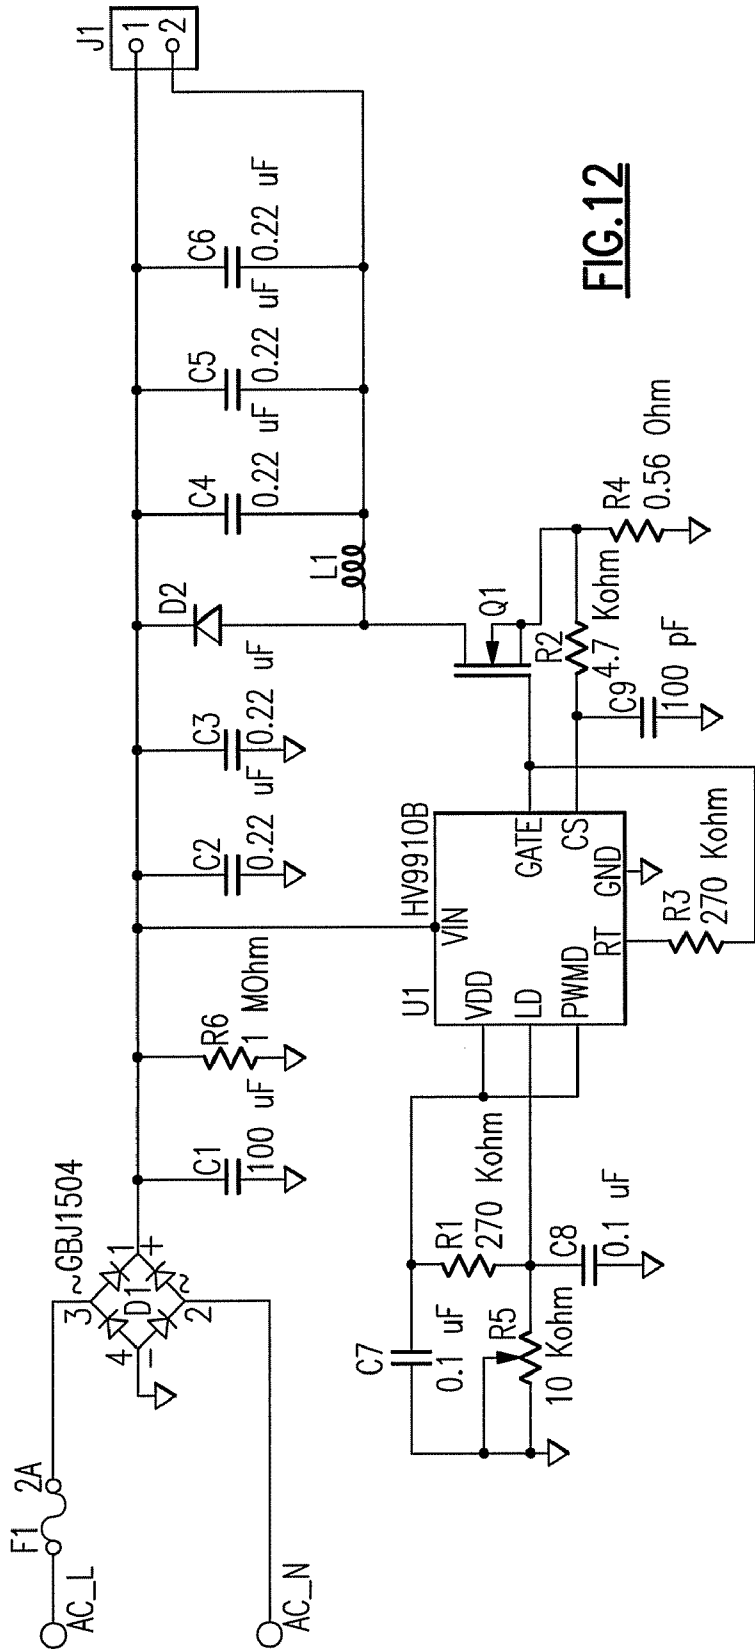 F1 2A
AC_L
AC_N
~GBJ1504
3
D1
1
+
4
-
2
~
C1
100 uF
R6
1 MOhm
C2
0.22 uF
C3
0.22 uF
D2
L1
C4
0.22 uF
C5
0.22 uF
C6
0.22 uF
J1
1
2
U1 HV9910B
VIN
VDD
LD
PWMD
RT
GND
CS
GATE
C7
0.1 uF
R1
270 Kohm
R5
10 Kohm
C8
0.1 uF
R3
270 Kohm
C9
100 pF
R2
4.7 Kohm
Q1
R4
0.56 Ohm
FIG.12